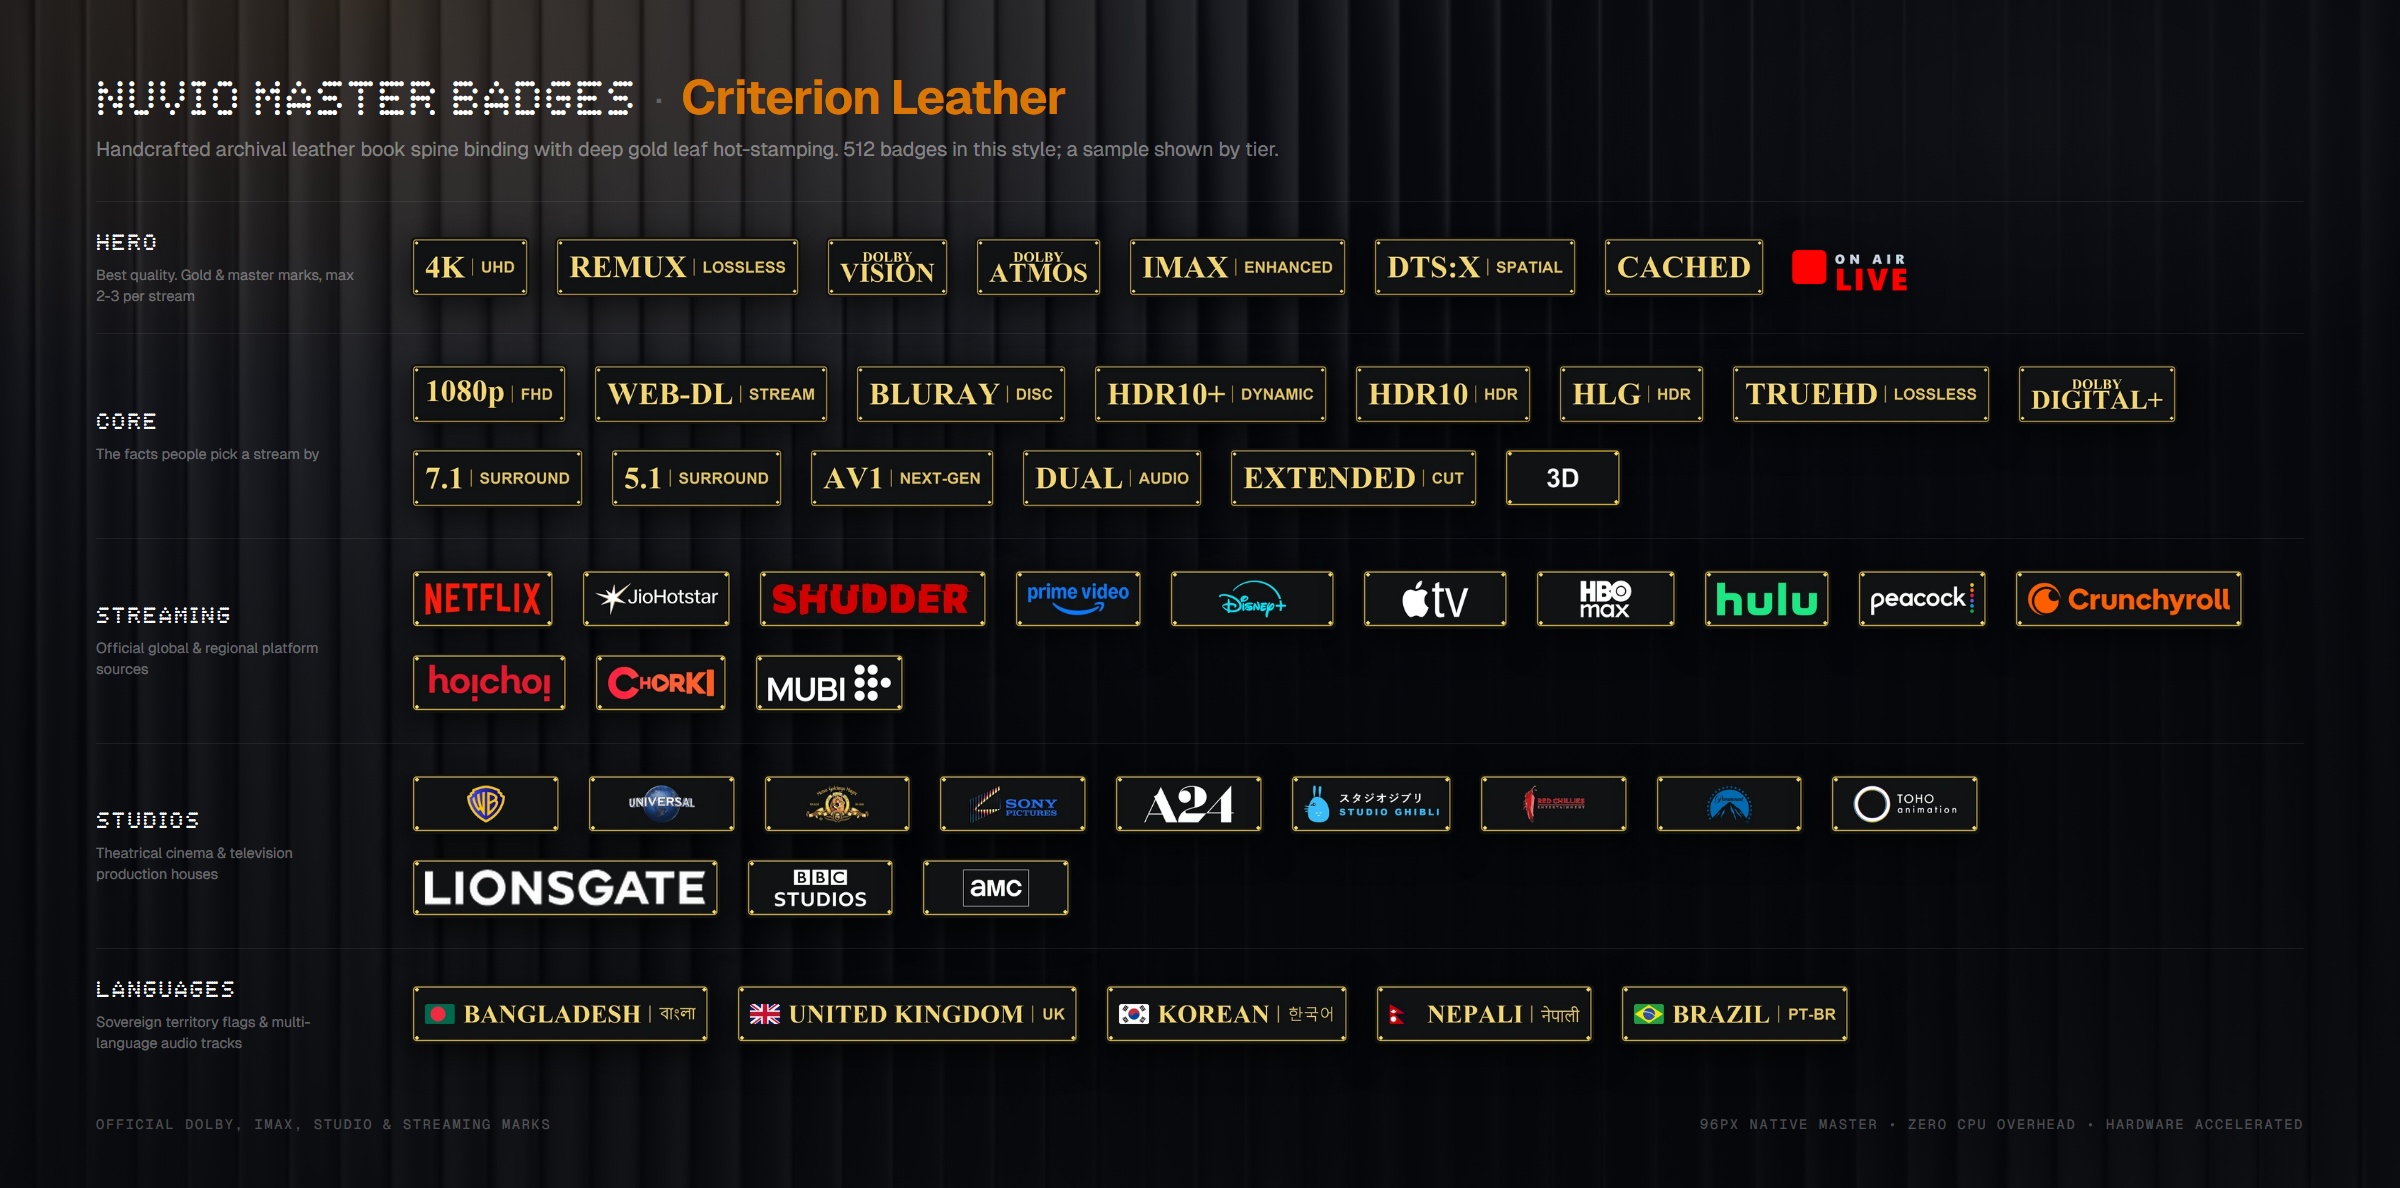 NUVIO MASTER BADGES · Criterion Leather
Handcrafted archival leather book spine binding with deep gold leaf hot-stamping. 512 badges in this style; a sample shown by tier.
HERO
Best quality. Gold & master marks, max
2-3 per stream
4K | UHD
REMUX | LOSSLESS
DOLBY
VISION
DOLBY
ATMOS
IMAX | ENHANCED
DTS:X | SPATIAL
CACHED
ON AIR
LIVE
CORE
The facts people pick a stream by
1080p | FHD
WEB-DL | STREAM
BLURAY | DISC
HDR10+ | DYNAMIC
HDR10 | HDR
HLG | HDR
TRUEHD | LOSSLESS
DOLBY
DIGITAL+
7.1 | SURROUND
5.1 | SURROUND
AV1 | NEXT-GEN
DUAL | AUDIO
EXTENDED | CUT
3D
STREAMING
Official global & regional platform
sources
NETFLIX
JioHotstar
SHUDDER
prime video
Disney+
tv
HBO
max
hulu
peacock
Crunchyroll
hoichoi
CHORKI
MUBI
STUDIOS
Theatrical cinema & television
production houses
WB
UNIVERSAL
SONY
PICTURES
A24
スタジオジブリ
STUDIO GHIBLI
RED CHILLIES
ENTERTAINMENT
Paramount
TOHO
animation
LIONSGATE
BBC
STUDIOS
aMC
LANGUAGES
Sovereign territory flags & multi-
language audio tracks
BANGLADESH | বাংলা
UNITED KINGDOM | UK
KOREAN | 한국어
NEPALI | नेपाली
BRAZIL | PT-BR
OFFICIAL DOLBY, IMAX, STUDIO & STREAMING MARKS
96PX NATIVE MASTER • ZERO CPU OVERHEAD • HARDWARE ACCELERATED